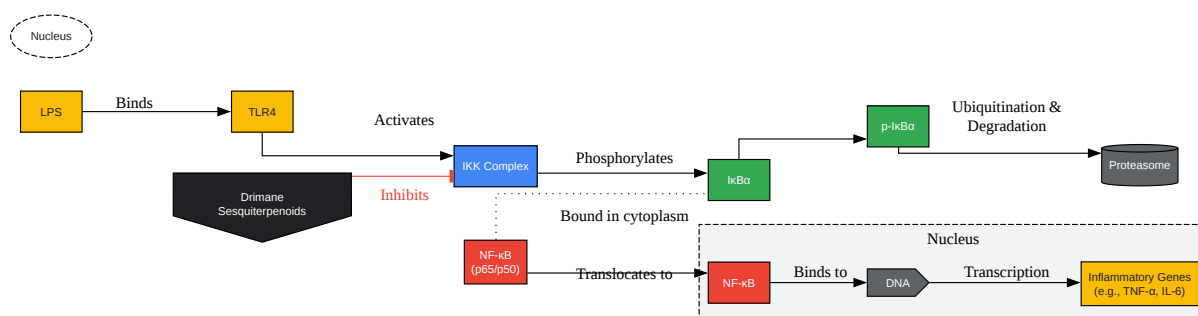 Nucleus
LPS
Binds
TLR4
Activates
IKK Complex
Drimane
Sesquiterpenoids
Inhibits
Phosphorylates
IκBα
p-IκBα
Ubiquitination &
Degradation
Proteasome
Bound in cytoplasm
NF-κB
(p65/p50)
Translocates to
Nucleus
NF-κB
Binds to
DNA
Transcription
Inflammatory Genes
(e.g., TNF-α, IL-6)